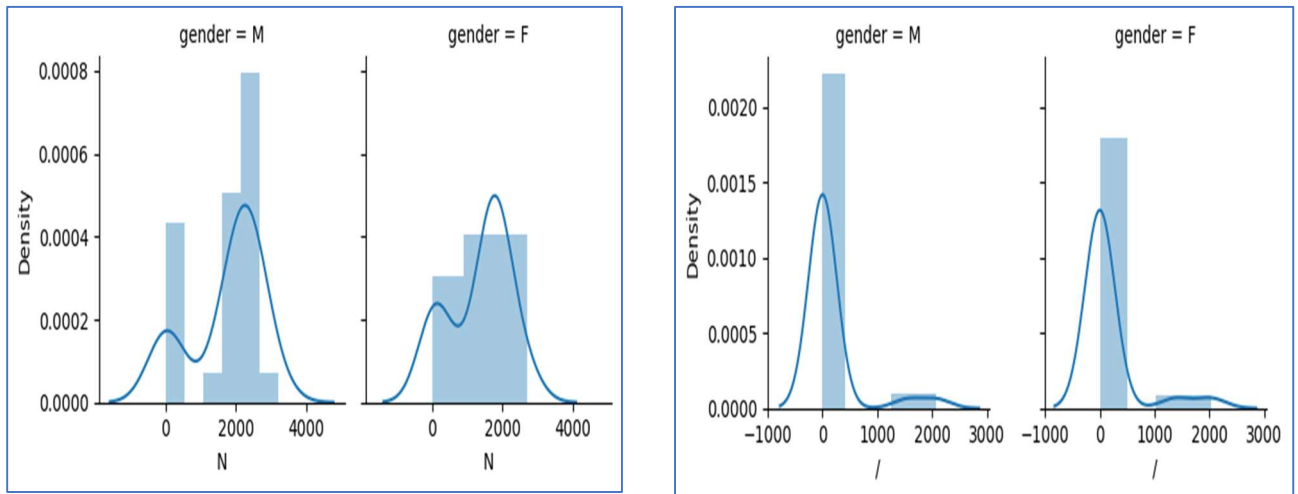 gender = M
gender = F
0.0008
0.0006
0.0004
0.0002
0.0000
Density
0 2000 4000
0 2000 4000
N
N
gender = M
gender = F
0.0020
0.0015
0.0010
0.0005
0.0000
Density
−1000 0 1000 2000 3000
−1000 0 1000 2000 3000
/
/